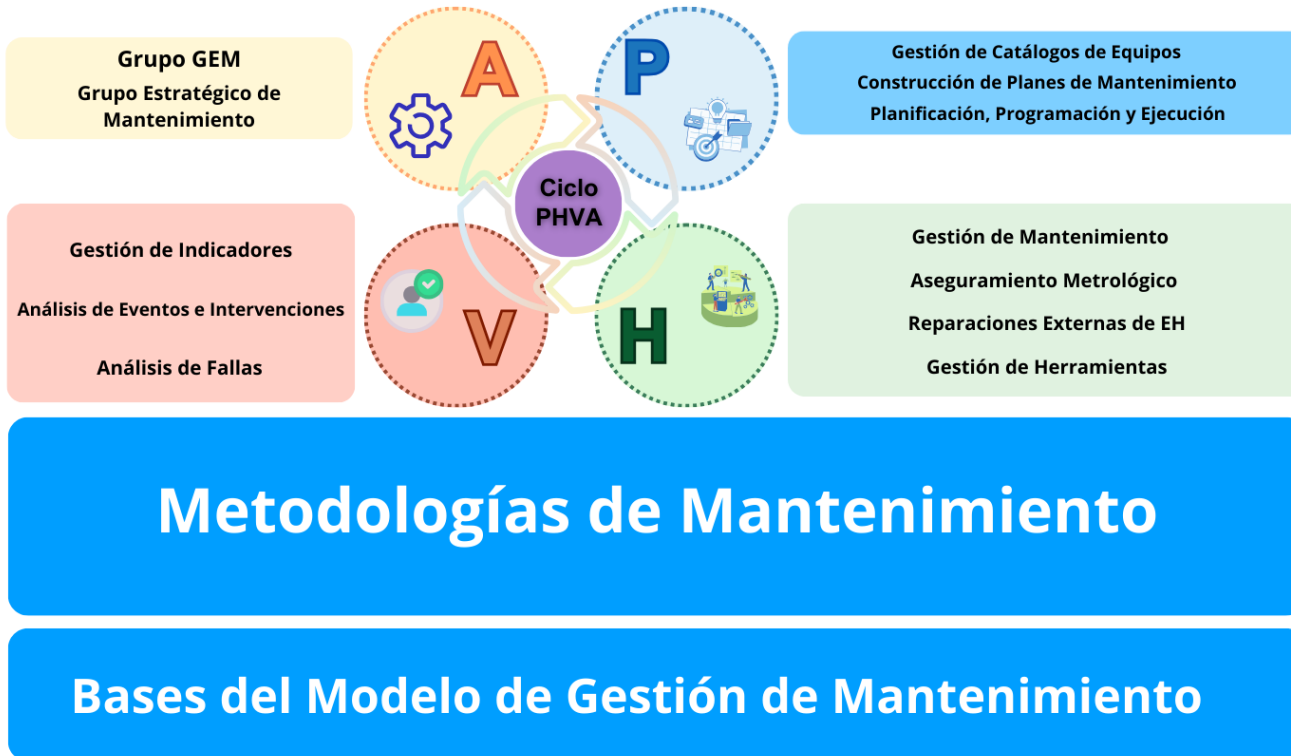 Grupo GEM
Grupo Estratégico de
Mantenimiento
A
P
Gestión de Catálogos de Equipos
Construcción de Planes de Mantenimiento
Planificación, Programación y Ejecución
Ciclo
PHVA
Gestión de Indicadores
Análisis de Eventos e Intervenciones
Análisis de Fallas
V
H
Gestión de Mantenimiento
Aseguramiento Metrológico
Reparaciones Externas de EH
Gestión de Herramientas
Metodologías de Mantenimiento
Bases del Modelo de Gestión de Mantenimiento